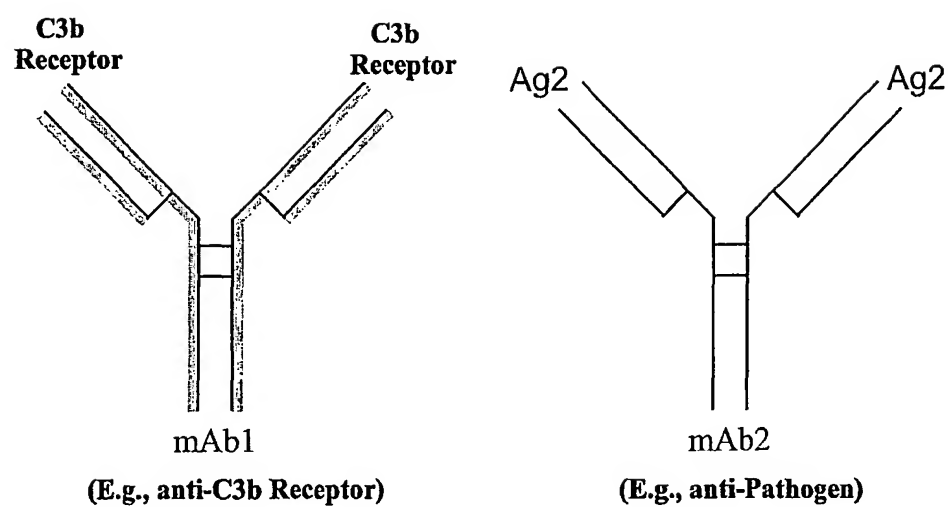 C3b
Receptor
C3b
Receptor
Ag2
Ag2
mAb1
(E.g., anti-C3b Receptor)
mAb2
(E.g., anti-Pathogen)